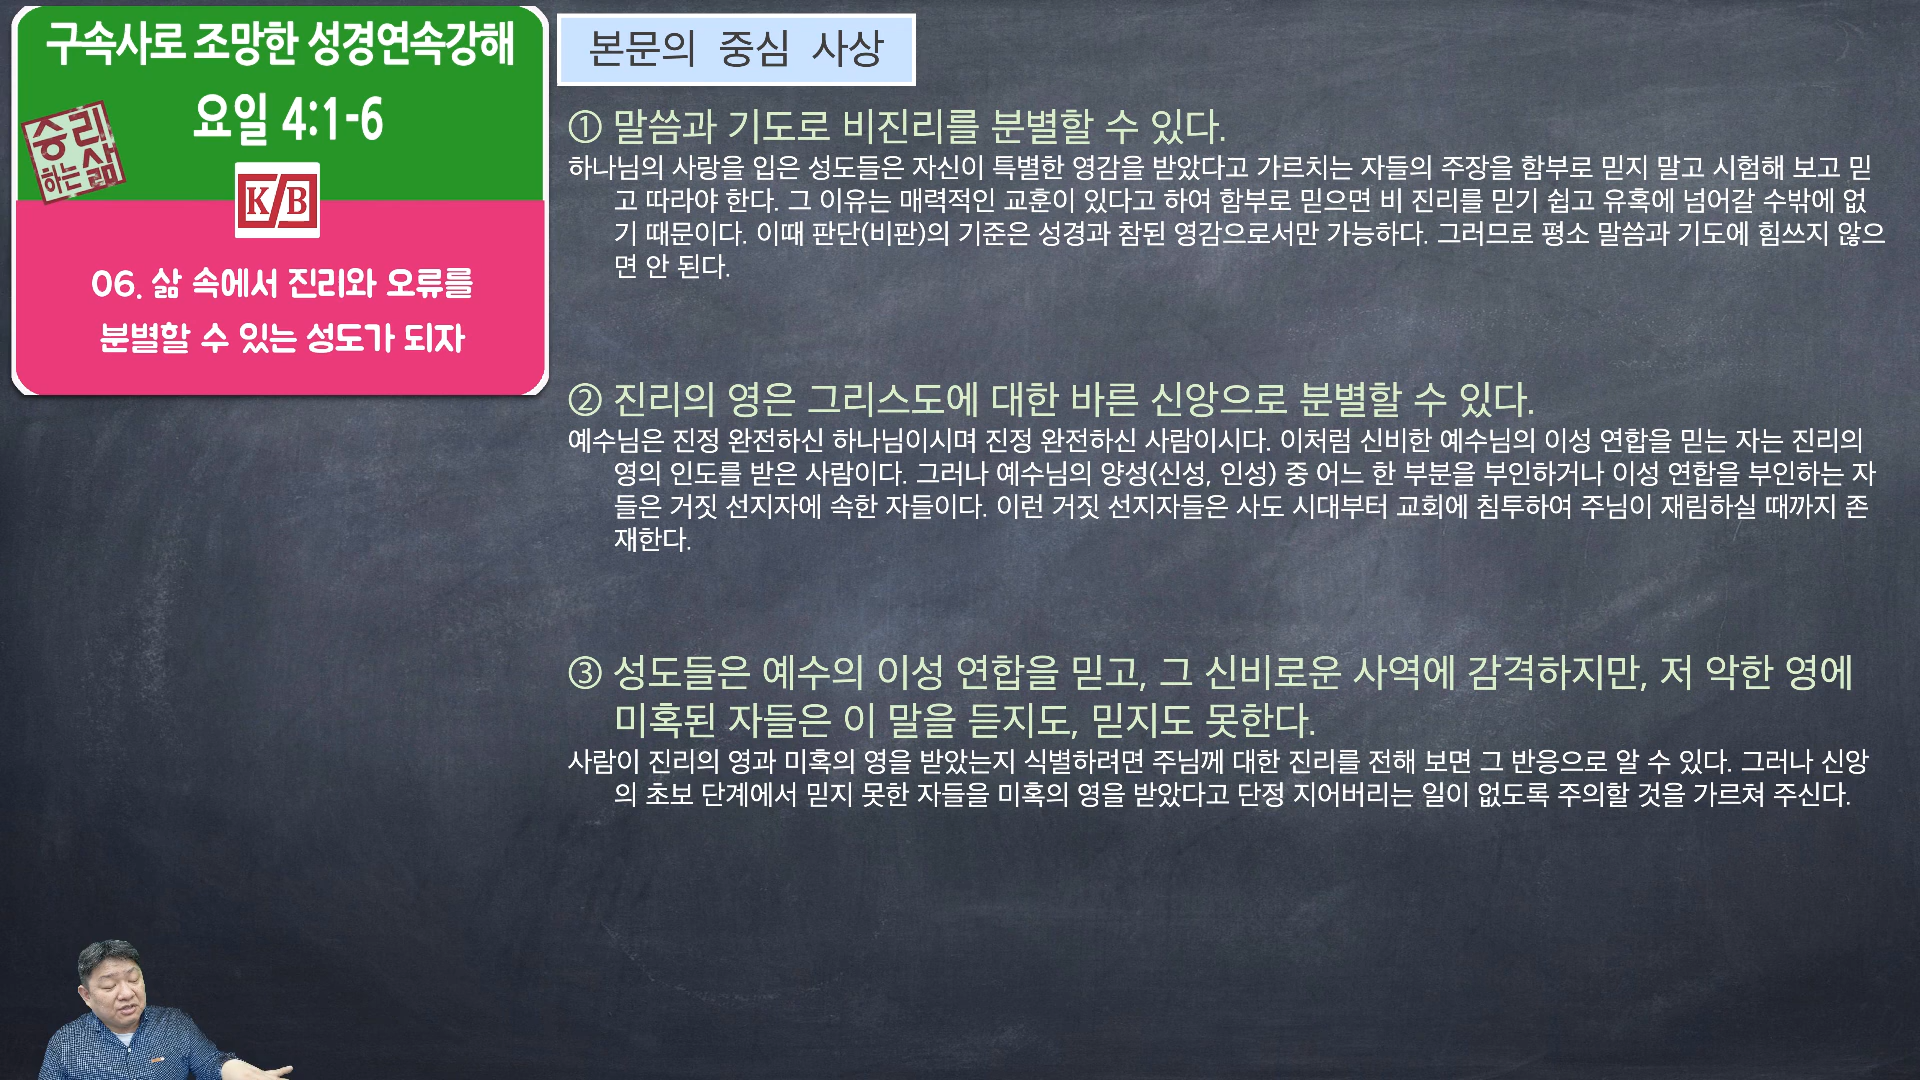 구속사로 조망한 성경연속강해
요일 4:1-6
승리
하는 삶
K/B
06. 삶 속에서 진리와 오류를
분별할 수 있는 성도가 되자
본문의 중심 사상
① 말씀과 기도로 비진리를 분별할 수 있다.
하나님의 사랑을 입은 성도들은 자신이 특별한 영감을 받았다고 가르치는 자들의 주장을 함부로 믿지 말고 시험해 보고 믿
고 따라야 한다. 그 이유는 매력적인 교훈이 있다고 하여 함부로 믿으면 비 진리를 믿기 쉽고 유혹에 넘어갈 수밖에 없
기 때문이다. 이때 판단(비판)의 기준은 성경과 참된 영감으로서만 가능하다. 그러므로 평소 말씀과 기도에 힘쓰지 않으
면 안 된다.
② 진리의 영은 그리스도에 대한 바른 신앙으로 분별할 수 있다.
예수님은 진정 완전하신 하나님이시며 진정 완전하신 사람이시다. 이처럼 신비한 예수님의 이성 연합을 믿는 자는 진리의
영의 인도를 받은 사람이다. 그러나 예수님의 양성(신성, 인성) 중 어느 한 부분을 부인하거나 이성 연합을 부인하는 자
들은 거짓 선지자에 속한 자들이다. 이런 거짓 선지자들은 사도 시대부터 교회에 침투하여 주님이 재림하실 때까지 존
재한다.
③ 성도들은 예수의 이성 연합을 믿고, 그 신비로운 사역에 감격하지만, 저 악한 영에
미혹된 자들은 이 말을 듣지도, 믿지도 못한다.
사람이 진리의 영과 미혹의 영을 받았는지 식별하려면 주님께 대한 진리를 전해 보면 그 반응으로 알 수 있다. 그러나 신앙
의 초보 단계에서 믿지 못한 자들을 미혹의 영을 받았다고 단정 지어버리는 일이 없도록 주의할 것을 가르쳐 주신다.